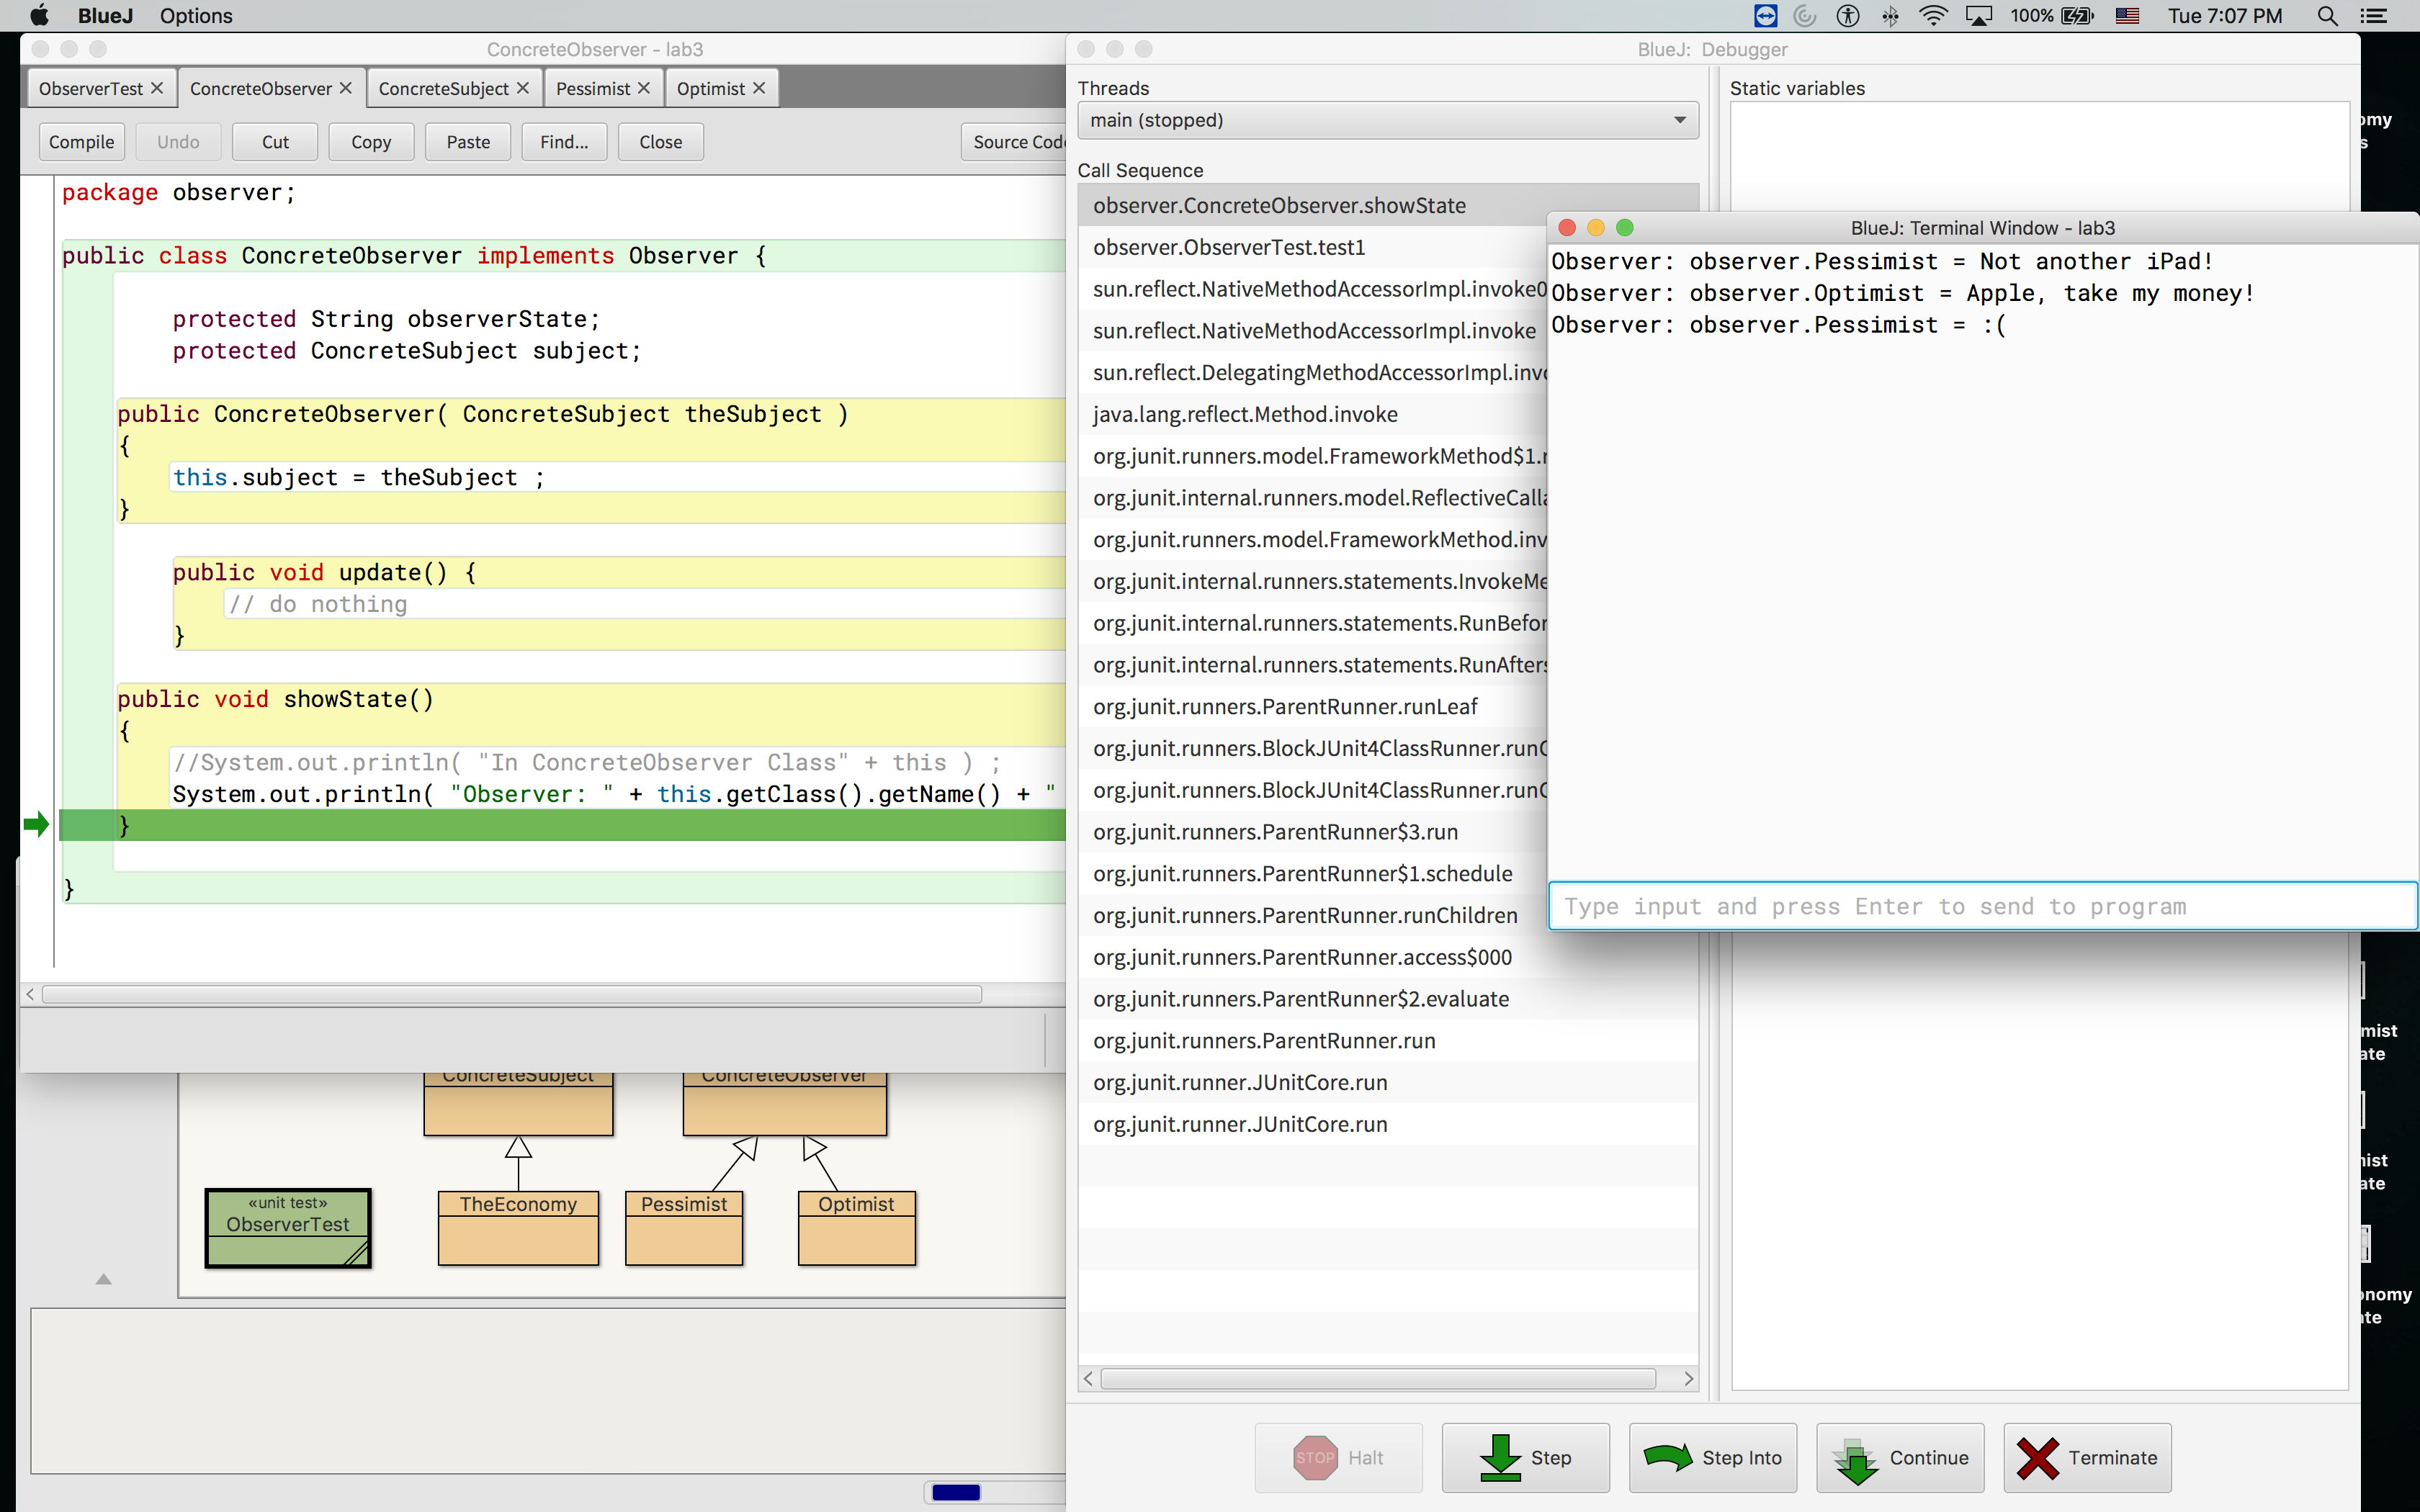 BlueJ Options 100% Tue 7:07 PM
ConcreteObserver - lab3
ObserverTest ConcreteObserver ConcreteSubject Pessimist Optimist
Compile Undo Cut Copy Paste Find... Close Source Code
package observer;
public class ConcreteObserver implements Observer {
protected String observerState;
protected ConcreteSubject subject;
public ConcreteObserver( ConcreteSubject theSubject )
{
this.subject = theSubject ;
}
public void update() {
// do nothing
}
public void showState()
{
//System.out.println( "In ConcreteObserver Class" + this ) ;
System.out.println( "Observer: " + this.getClass().getName() + "
}
}
ConcreteSubject ConcreteObserver
«unit test»
ObserverTest
TheEconomy Pessimist Optimist
BlueJ: Debugger
Threads
main (stopped)
Call Sequence
observer.ConcreteObserver.showState
observer.ObserverTest.test1
sun.reflect.NativeMethodAccessorImpl.invoke0
sun.reflect.NativeMethodAccessorImpl.invoke
sun.reflect.DelegatingMethodAccessorImpl.invo
java.lang.reflect.Method.invoke
org.junit.runners.model.FrameworkMethod$1.r
org.junit.internal.runners.model.ReflectiveCalla
org.junit.runners.model.FrameworkMethod.inv
org.junit.internal.runners.statements.InvokeMe
org.junit.internal.runners.statements.RunBefor
org.junit.internal.runners.statements.RunAfters
org.junit.runners.ParentRunner.runLeaf
org.junit.runners.BlockJUnit4ClassRunner.runC
org.junit.runners.BlockJUnit4ClassRunner.runC
org.junit.runners.ParentRunner$3.run
org.junit.runners.ParentRunner$1.schedule
org.junit.runners.ParentRunner.runChildren
org.junit.runners.ParentRunner.access$000
org.junit.runners.ParentRunner$2.evaluate
org.junit.runners.ParentRunner.run
org.junit.runner.JUnitCore.run
org.junit.runner.JUnitCore.run
Static variables
BlueJ: Terminal Window - lab3
Observer: observer.Pessimist = Not another iPad!
Observer: observer.Optimist = Apple, take my money!
Observer: observer.Pessimist = :(
Type input and press Enter to send to program
STOP Halt Step Step Into Continue Terminate
omy
s
mist
ate
nist
ate
onomy
ate